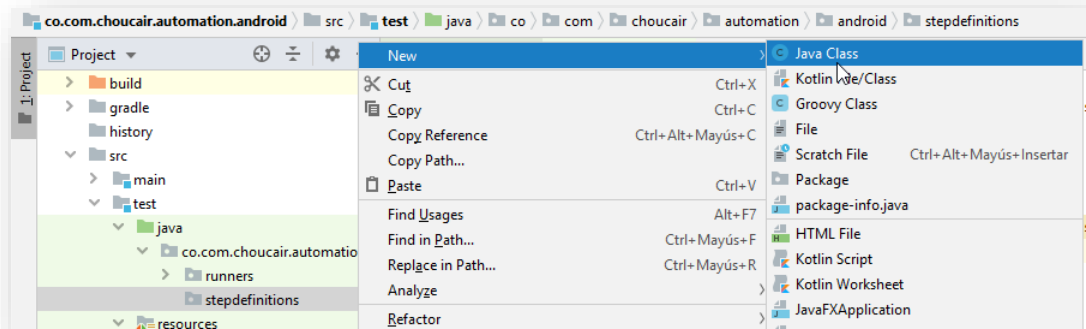 co.com.choucair.automation.android src test java co com choucair automation android stepdefinitions
1: Project
Project
build
gradle
history
src
main
test
java
co.com.choucair.automatio
runners
stepdefinitions
resources
New
Cut Ctrl+X
Copy Ctrl+C
Copy Reference Ctrl+Alt+Mayús+C
Copy Path...
Paste Ctrl+V
Find Usages Alt+F7
Find in Path... Ctrl+Mayús+F
Replace in Path... Ctrl+Mayús+R
Analyze
Refactor
Java Class
Kotlin File/Class
Groovy Class
File
Scratch File Ctrl+Alt+Mayús+Insertar
Package
package-info.java
HTML File
Kotlin Script
Kotlin Worksheet
JavaFXApplication